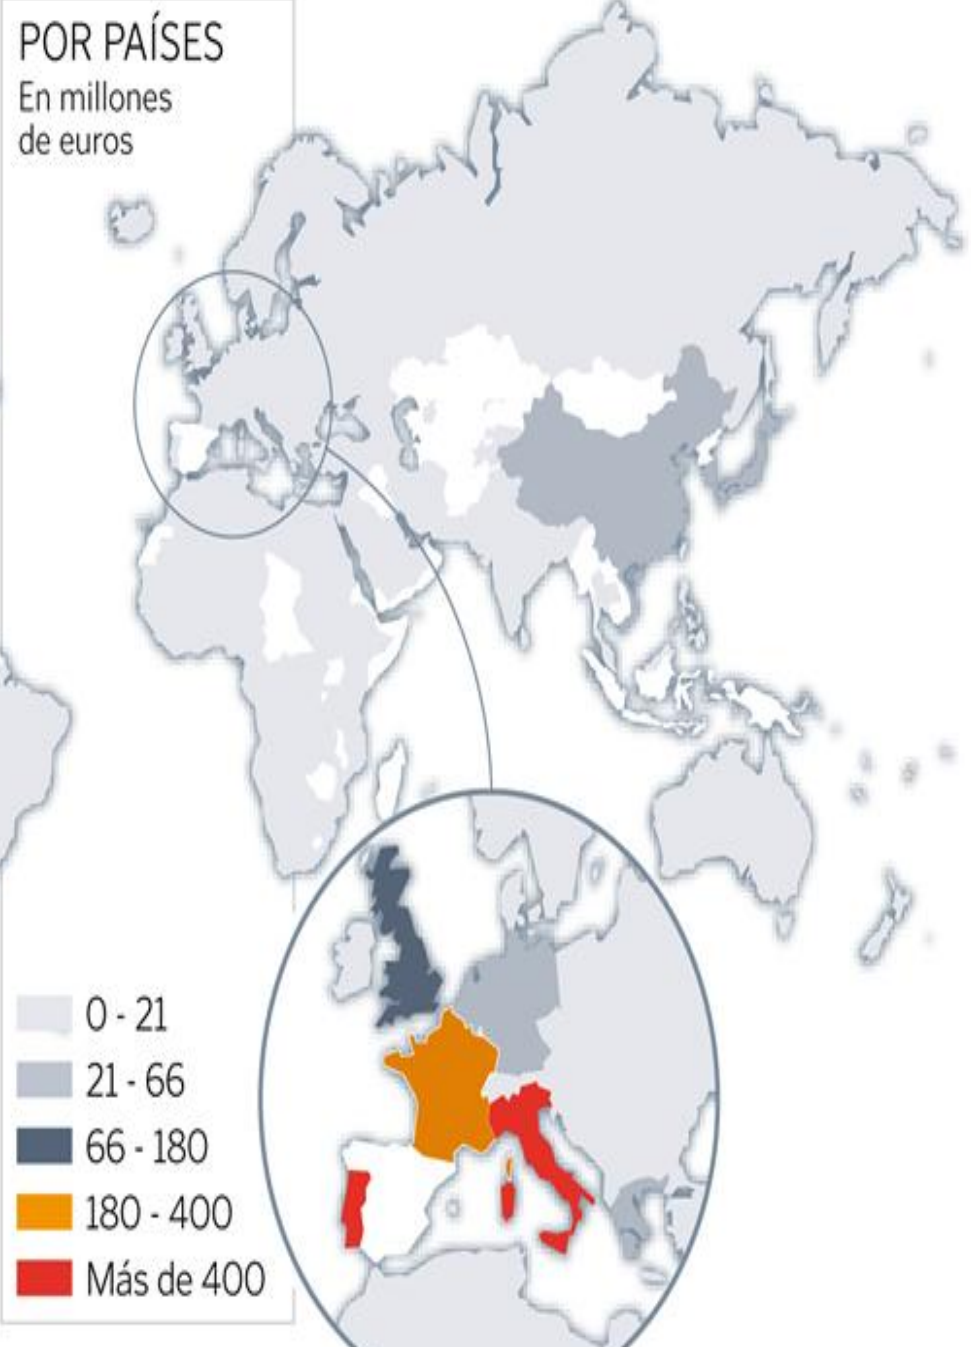 POR PAÍSES
En millones
de euros
0 - 21
21 - 66
66 - 180
180 - 400
Más de 400